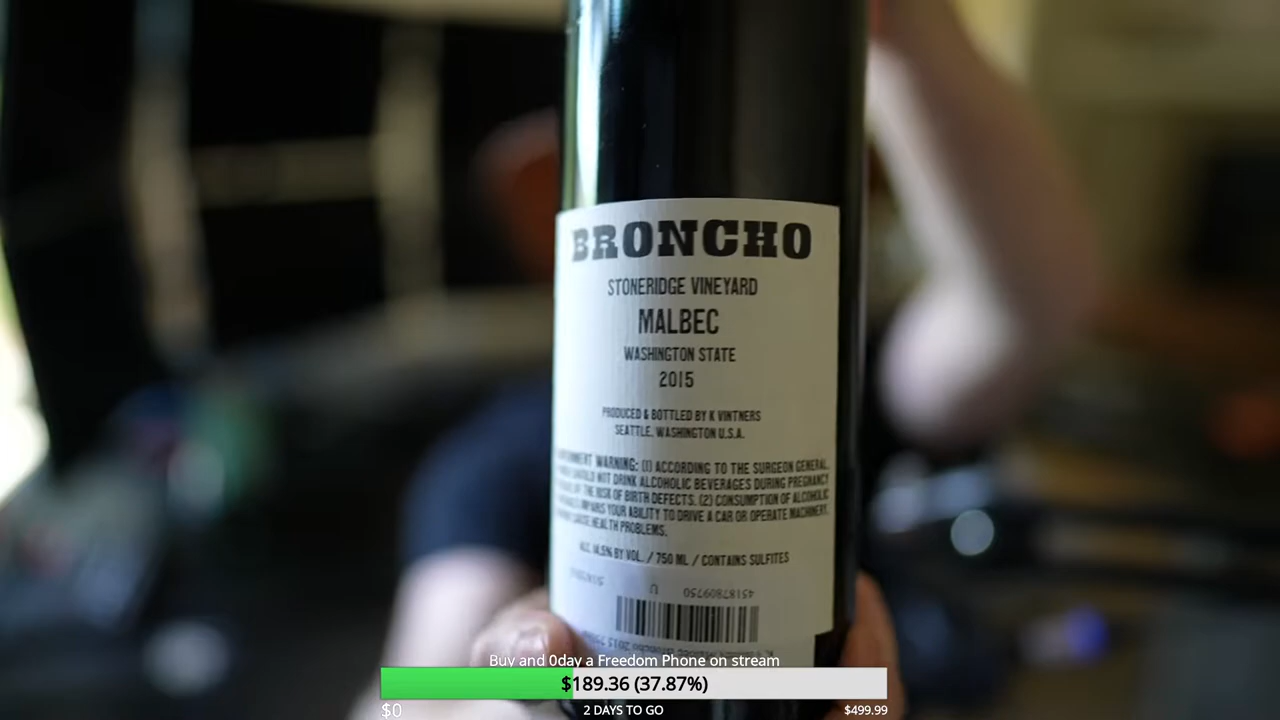 BRONCHO
STONERIDGE VINEYARD
MALBEC
WASHINGTON STATE
2015
PRODUCED & BOTTLED BY K VINTNERS
SEATTLE, WASHINGTON U.S.A.
WARNING: (1) ACCORDING TO THE SURGEON GENERAL,
SHOULD NOT DRINK ALCOHOLIC BEVERAGES DURING PREGNANCY
OF THE RISK OF BIRTH DEFECTS. (2) CONSUMPTION OF ALCOHOLIC
IMPAIRS YOUR ABILITY TO DRIVE A CAR OR OPERATE MACHINERY,
CAUSE HEALTH PROBLEMS.
ALC 14.5% BY VOL. / 750 ML / CONTAINS SULFITES
Buy and 0day a Freedom Phone on stream
$189.36 (37.87%)
$0 2 DAYS TO GO $499.99